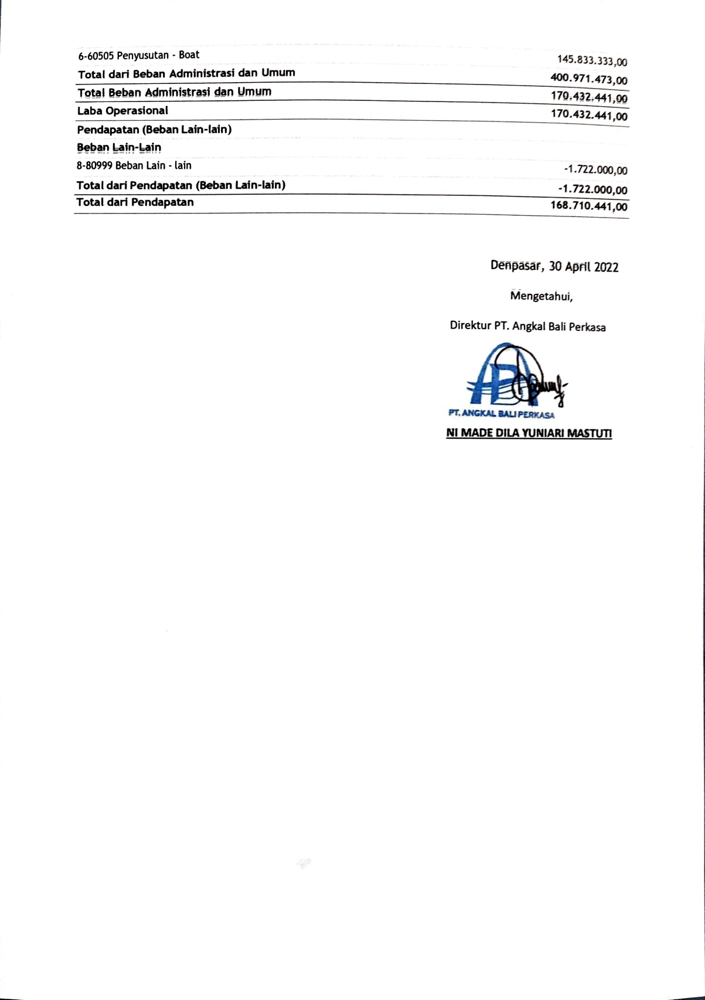 6-60505 Penyusutan - Boat 145.833.333,00
Total dari Beban Administrasi dan Umum 400.971.473,00
Total Beban Administrasi dan Umum 170.432.441,00
Laba Operasional 170.432.441,00
Pendapatan (Beban Lain-lain)
Beban Lain-Lain
8-80999 Beban Lain - lain -1.722.000,00
Total dari Pendapatan (Beban Lain-lain) -1.722.000,00
Total dari Pendapatan 168.710.441,00
Denpasar, 30 April 2022
Mengetahui,
Direktur PT. Angkal Bali Perkasa
PT. ANGKAL BALI PERKASA
NI MADE DILA YUNIARI MASTUTI